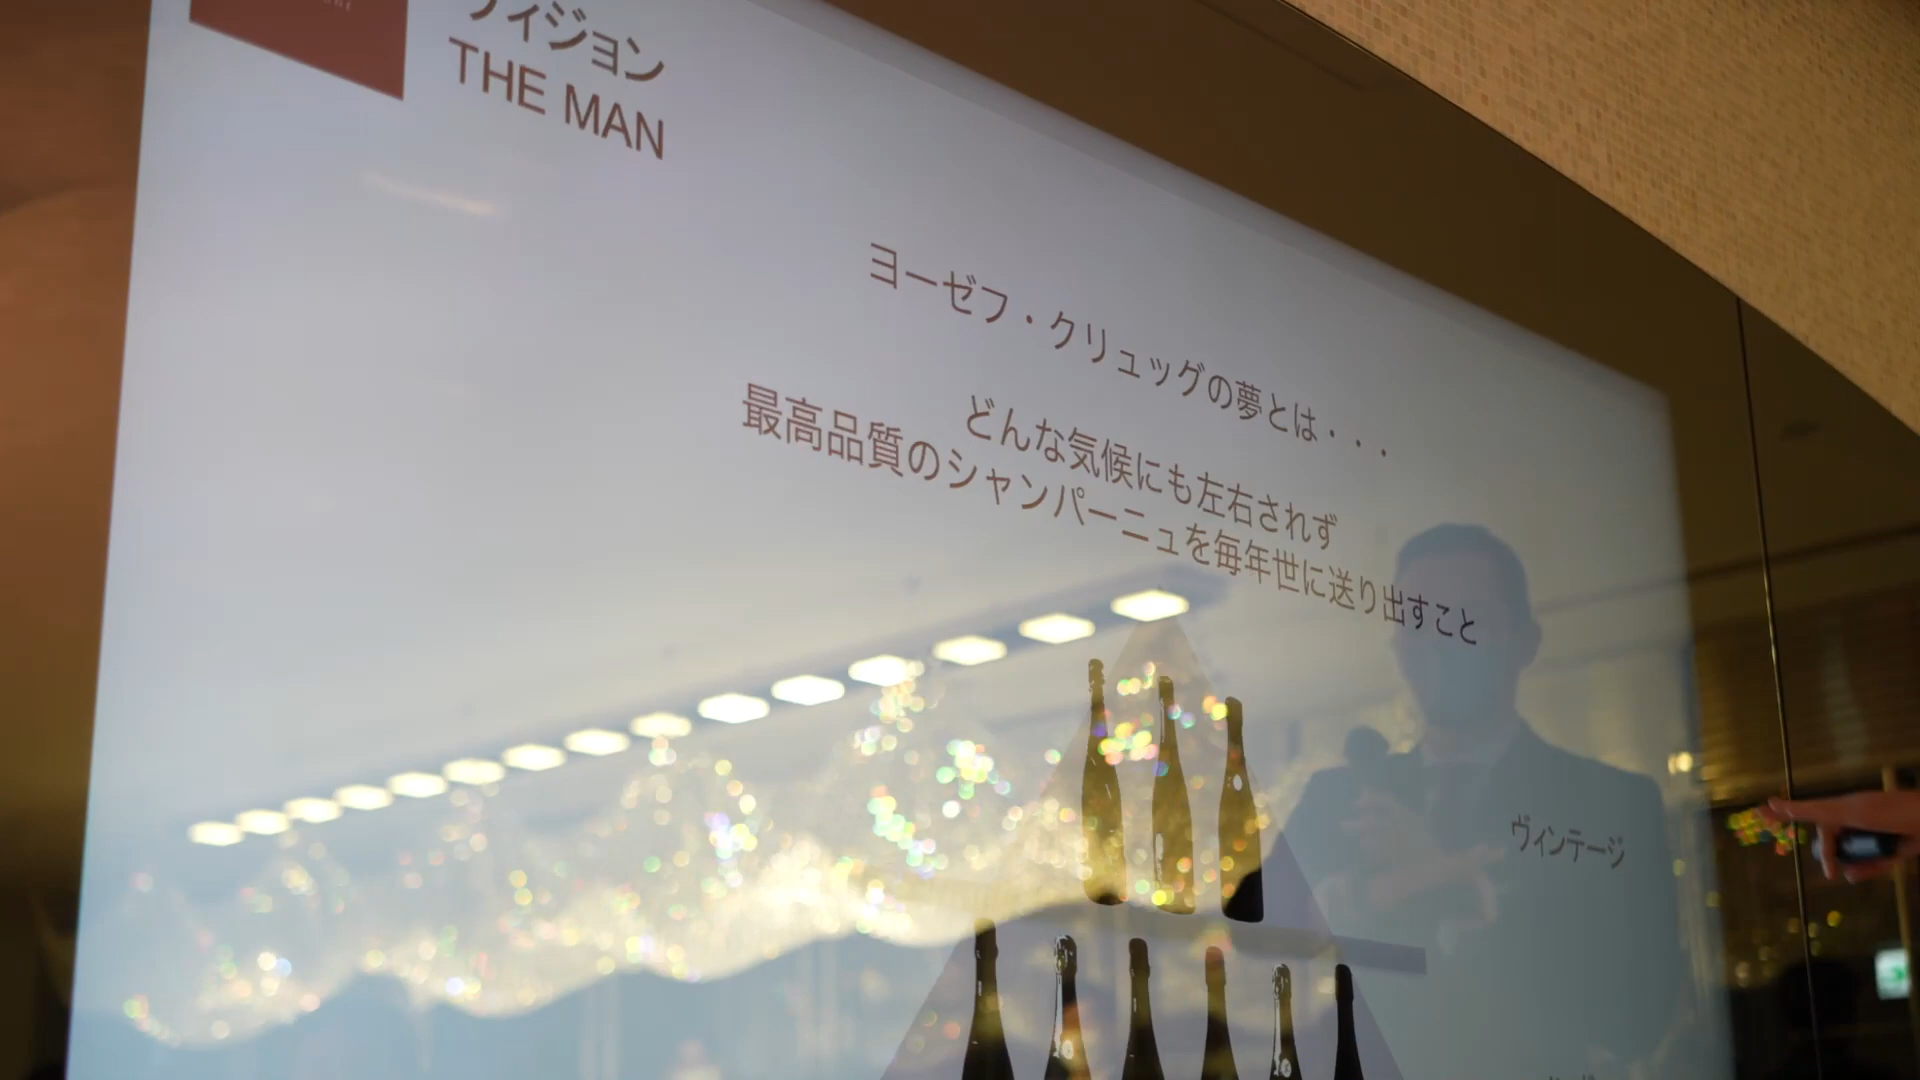 ヴィジョン
THE MAN
ヨーゼフ・クリュッグの夢とは・・・
どんな気候にも左右されず
最高品質のシャンパーニュを毎年世に送り出すこと
ヴィンテージ